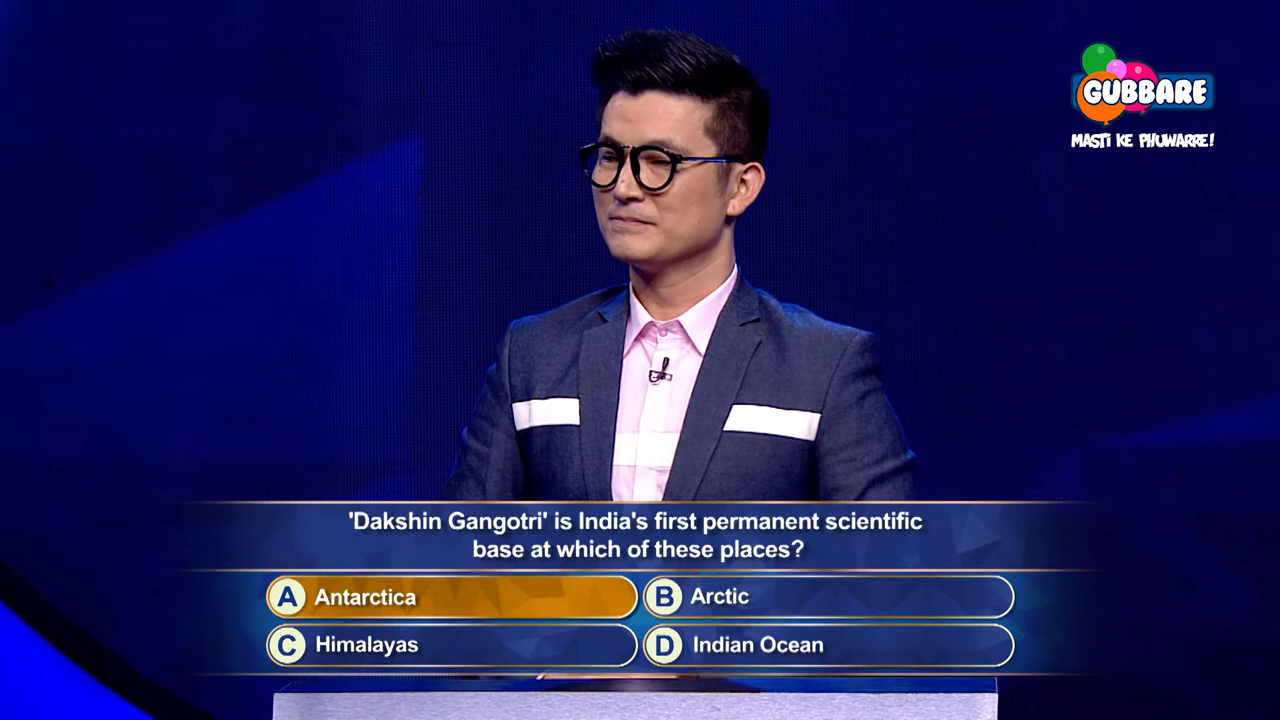 GUBBARE
MASTI KE PHUWARRE!
'Dakshin Gangotri' is India's first permanent scientific
base at which of these places?
A Antarctica
B Arctic
C Himalayas
D Indian Ocean